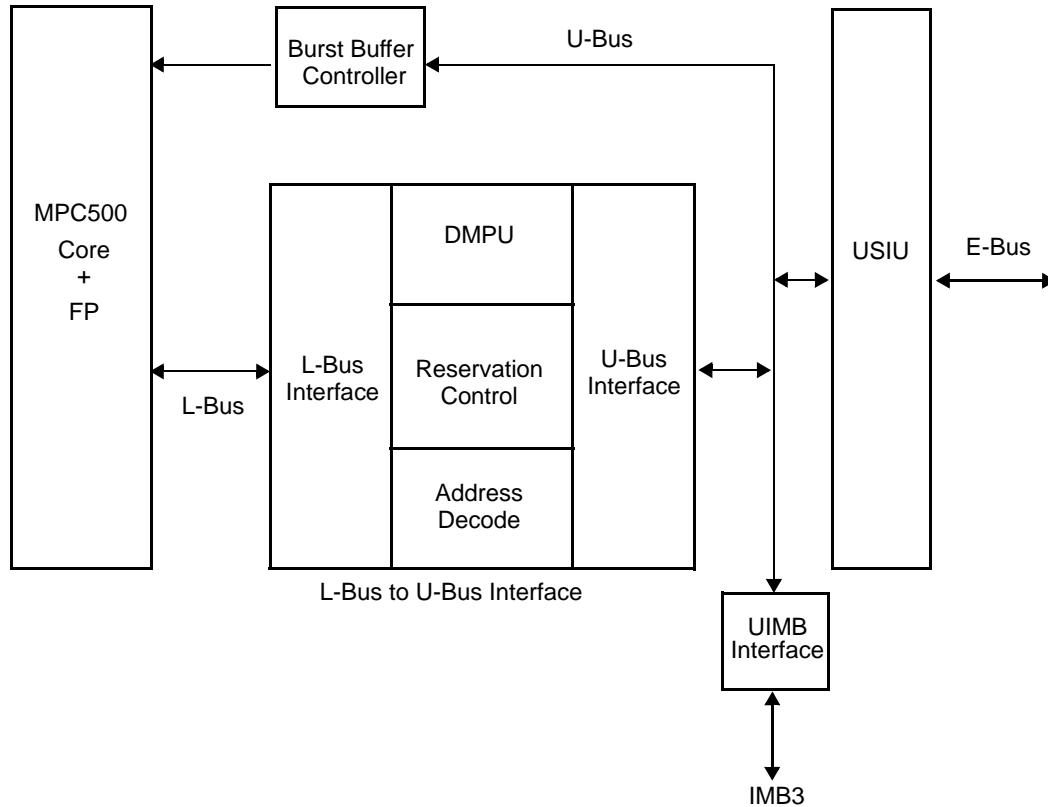 Burst Buffer
Controller
U-Bus
MPC500
Core
+
FP
DMPU
USIU
E-Bus
L-Bus
Interface
Reservation
Control
U-Bus
Interface
L-Bus
Address
Decode
L-Bus to U-Bus Interface
UIMB
Interface
IMB3